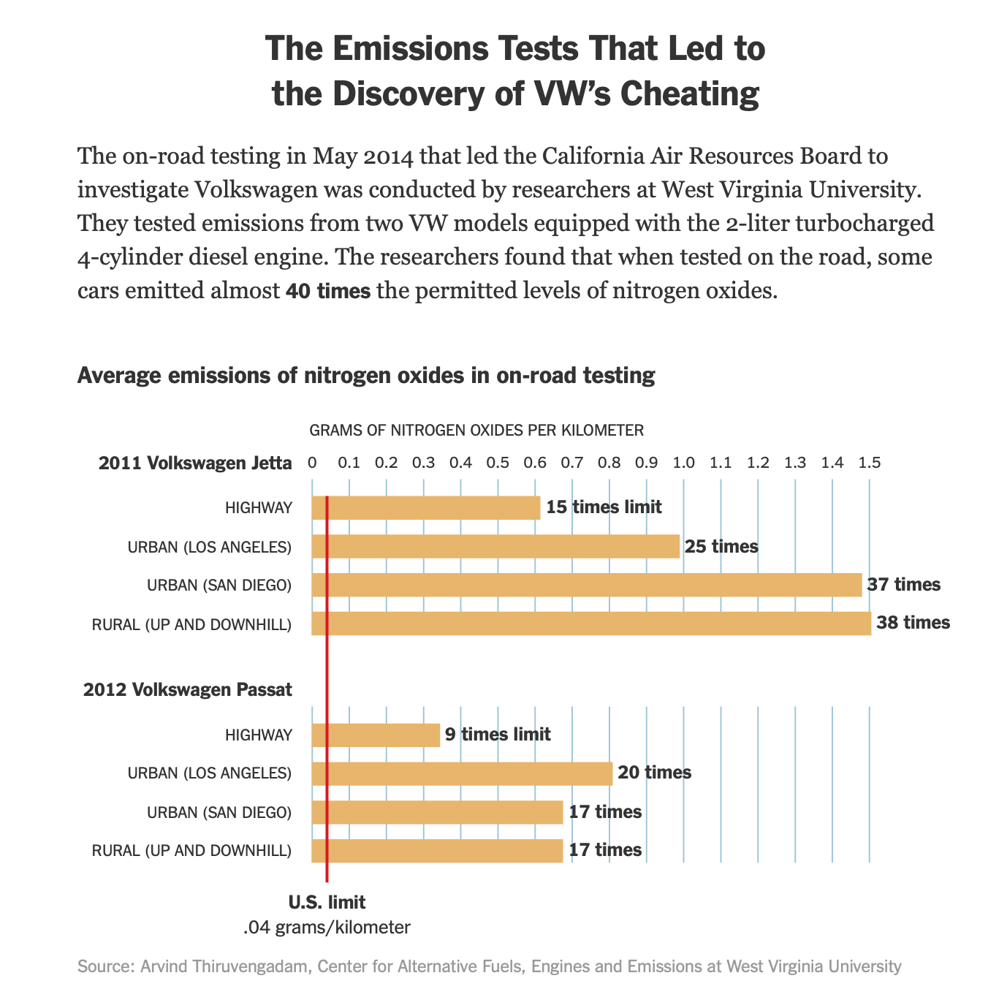 The Emissions Tests That Led to
the Discovery of VW’s Cheating
The on-road testing in May 2014 that led the California Air Resources Board to
investigate Volkswagen was conducted by researchers at West Virginia University.
They tested emissions from two VW models equipped with the 2-liter turbocharged
4-cylinder diesel engine. The researchers found that when tested on the road, some
cars emitted almost 40 times the permitted levels of nitrogen oxides.
Average emissions of nitrogen oxides in on-road testing
GRAMS OF NITROGEN OXIDES PER KILOMETER
2011 Volkswagen Jetta 0 0.1 0.2 0.3 0.4 0.5 0.6 0.7 0.8 0.9 1.0 1.1 1.2 1.3 1.4 1.5
HIGHWAY 15 times limit
URBAN (LOS ANGELES) 25 times
URBAN (SAN DIEGO) 37 times
RURAL (UP AND DOWNHILL) 38 times
2012 Volkswagen Passat
HIGHWAY 9 times limit
URBAN (LOS ANGELES) 20 times
URBAN (SAN DIEGO) 17 times
RURAL (UP AND DOWNHILL) 17 times
U.S. limit
.04 grams/kilometer
Source: Arvind Thiruvengadam, Center for Alternative Fuels, Engines and Emissions at West Virginia University